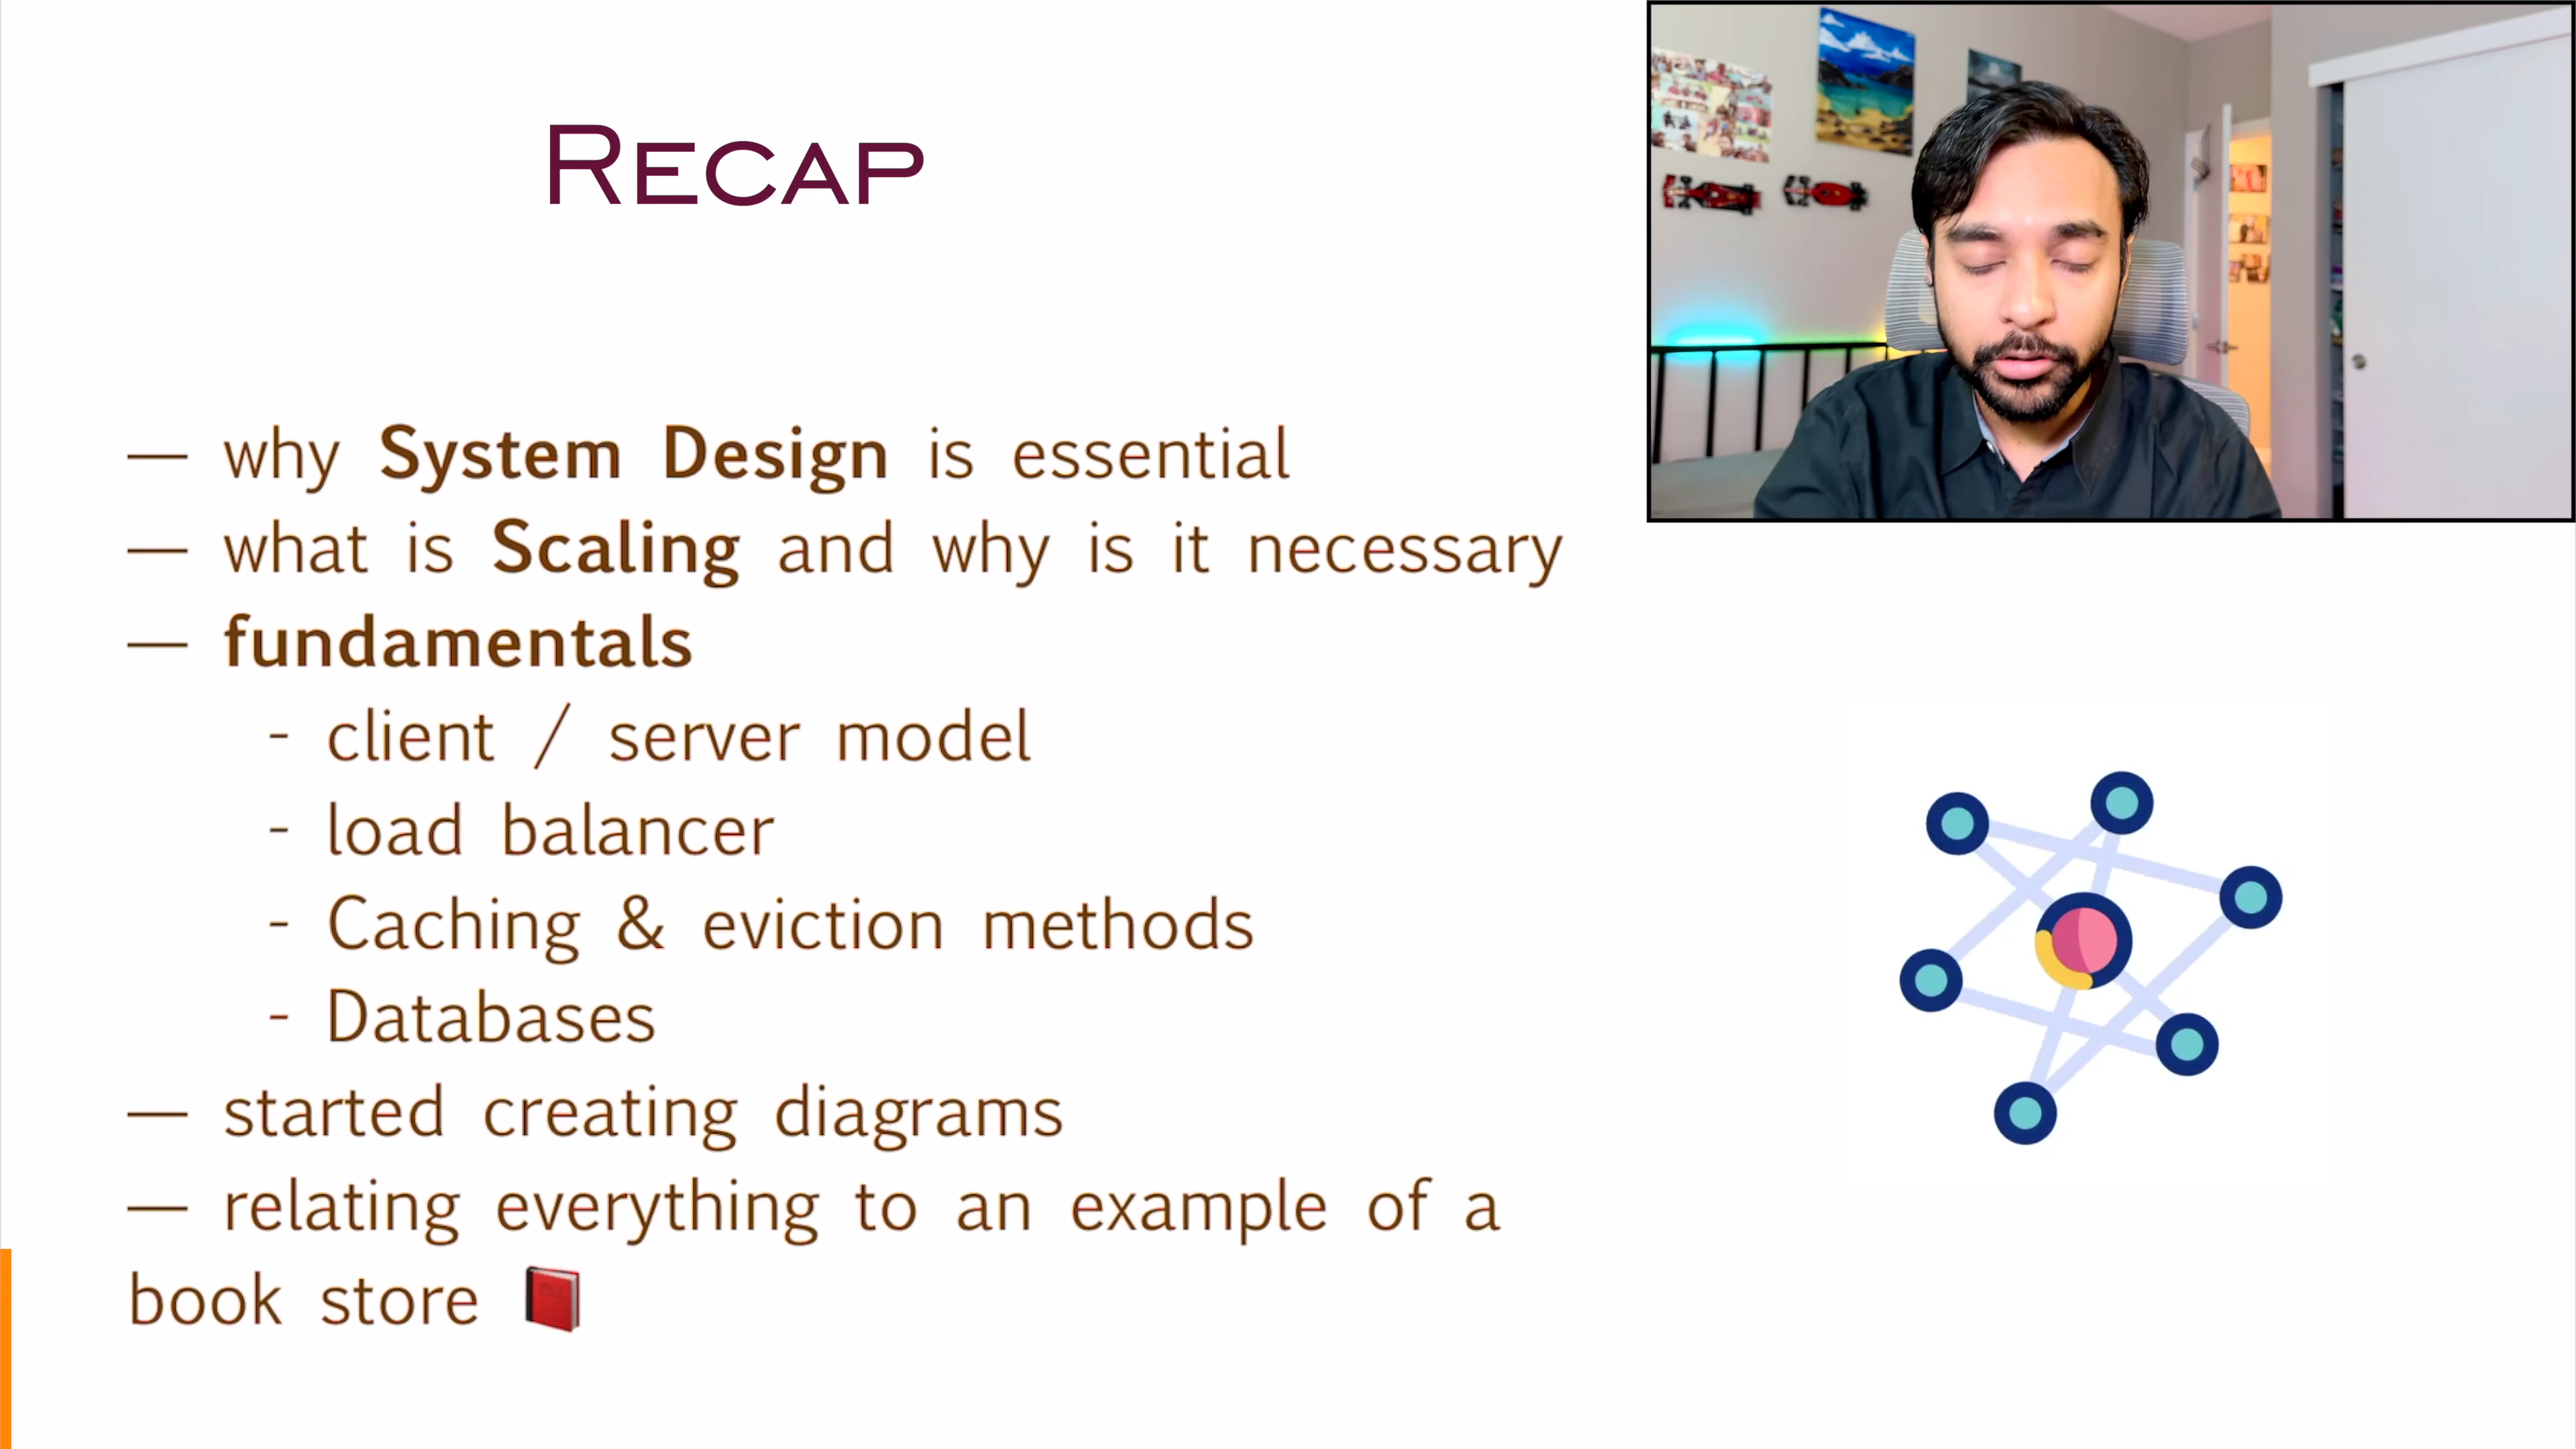 RECAP
— why System Design is essential
— what is Scaling and why is it necessary
— fundamentals
- client / server model
- load balancer
- Caching & eviction methods
- Databases
— started creating diagrams
— relating everything to an example of a
book store 📕